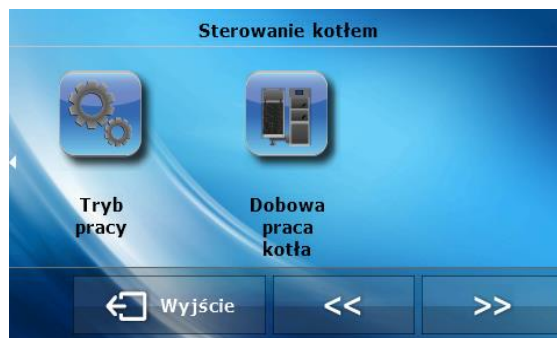 Sterowanie kotłem
Tryb
pracy
Dobowa
praca
kotła
Wyjście
<<
>>